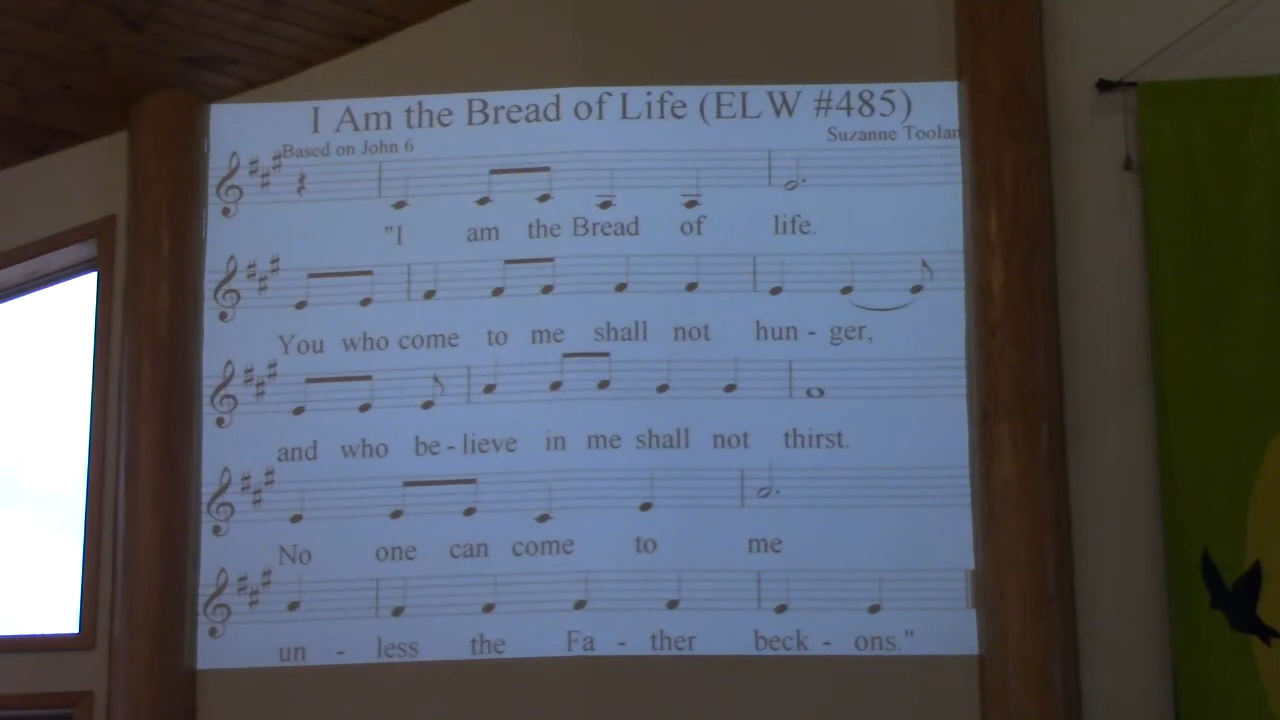 I Am the Bread of Life (ELW #485)
Based on John 6
Suzanne Toolan
"I am the Bread of life.
You who come to me shall not hun - ger,
and who be - lieve in me shall not thirst.
No one can come to me
un - less the Fa - ther beck - ons."